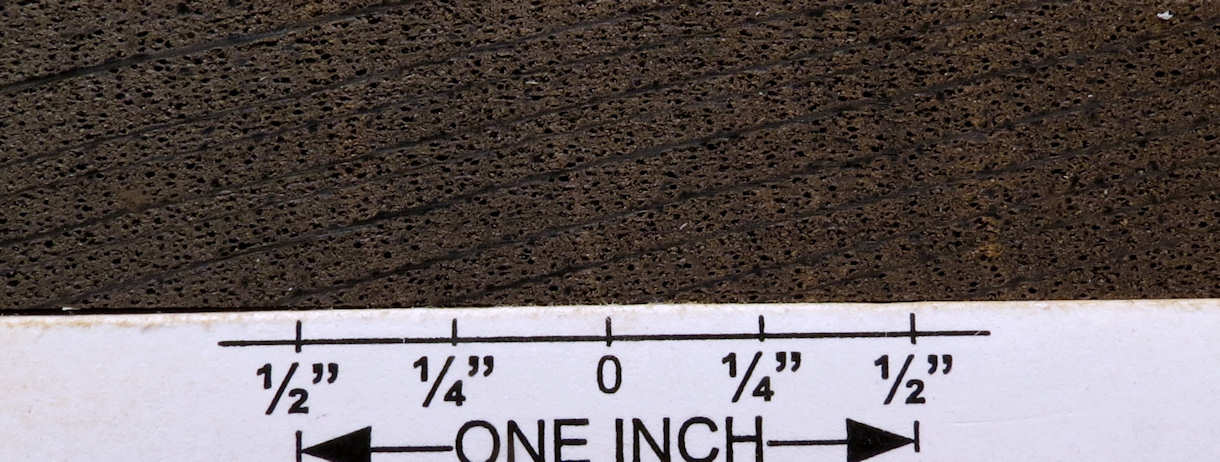 ½” ¼” 0 ¼” ½”
ONE INCH